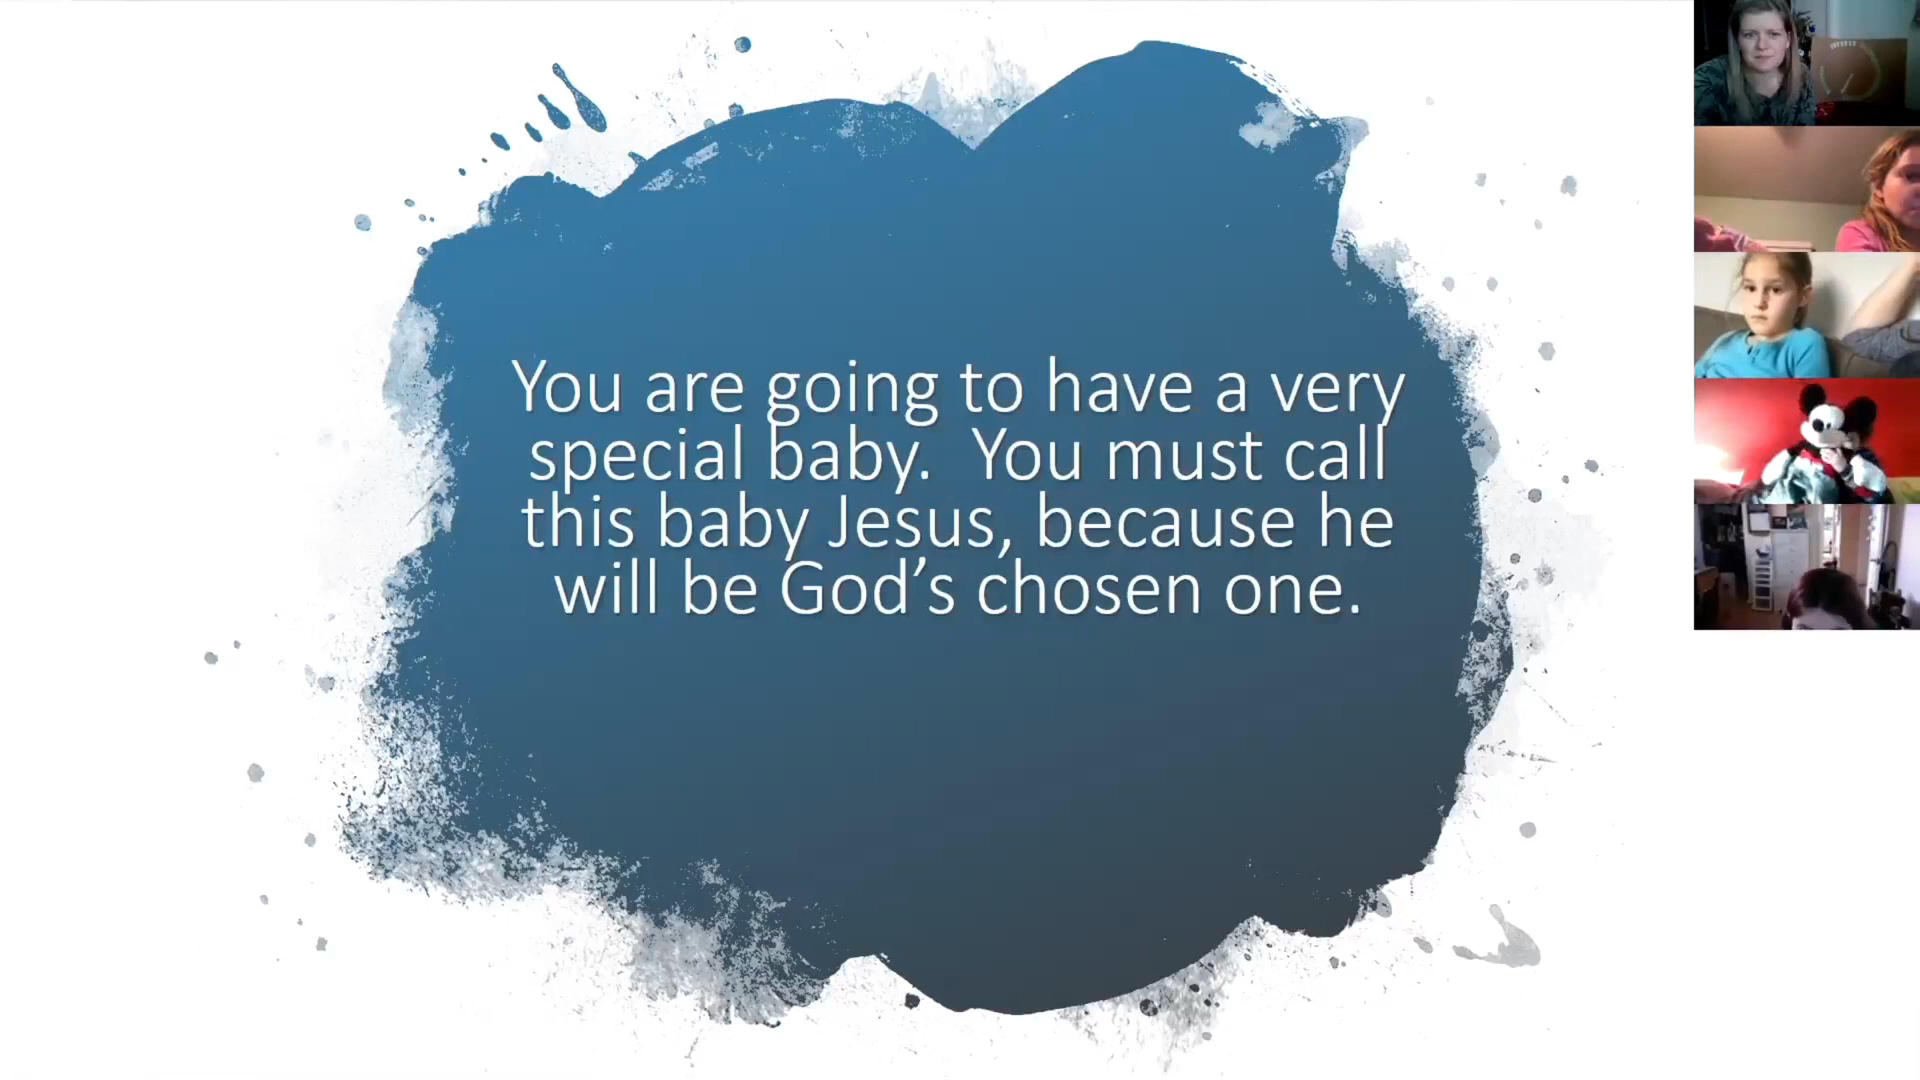 You are going to have a very
special baby.  You must call
this baby Jesus, because he
will be God’s chosen one.